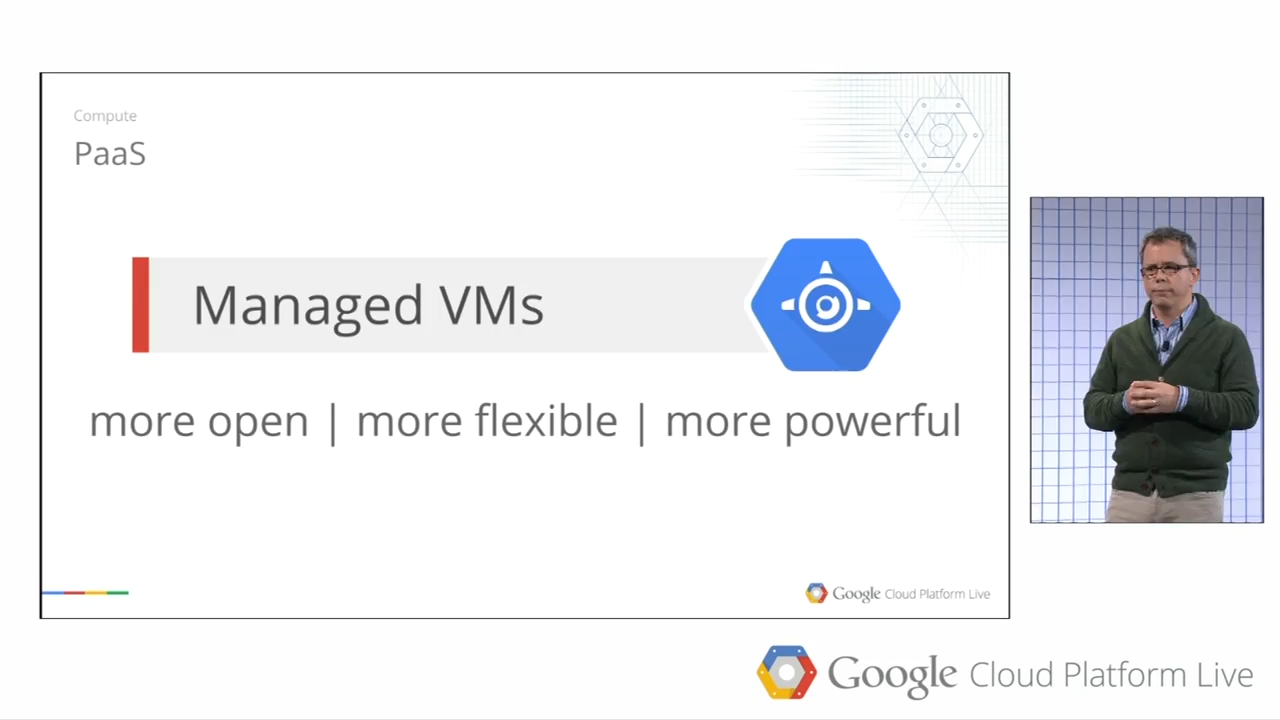 Compute
PaaS
Managed VMs
more open | more flexible | more powerful
Google Cloud Platform Live
Google Cloud Platform Live